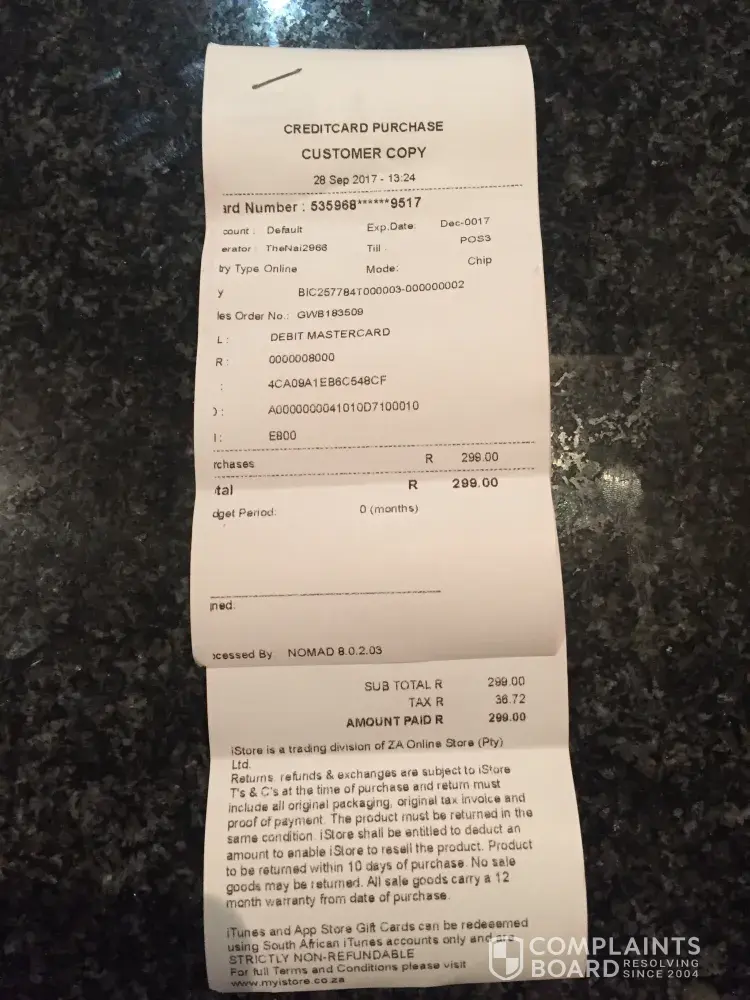 CREDITCARD PURCHASE
CUSTOMER COPY
28 Sep 2017 - 13:24
ard Number : 535968******9517
count : Default Exp.Date: Dec-0017
erator : TheNai2966 Till : POS3
try Type Online Mode: Chip
y BIC257784T000003-000000002
les Order No.: GWB183509
L : DEBIT MASTERCARD
R : 0000008000
: 4CA09A1EB6C548CF
): A0000000041010D7100010
I : E800
rchases R 299.00
tal R 299.00
dget Period: 0 (months)
ned.
cessed By: NOMAD 8.0.2.03
SUB TOTAL R 299.00
TAX R 36.72
AMOUNT PAID R 299.00
iStore is a trading division of ZA Online Store (Pty)
Ltd.
Returns, refunds & exchanges are subject to iStore
T's & C's at the time of purchase and return must
include all original packaging, original tax invoice and
proof of payment. The product must be returned in the
same condition. iStore shall be entitled to deduct an
amount to enable iStore to resell the product. Product
to be returned within 10 days of purchase. No sale
goods may be returned. All sale goods carry a 12
month warranty from date of purchase.
iTunes and App Store Gift Cards can be redeemed
using South African iTunes accounts only and are
STRICTLY NON-REFUNDABLE
For full Terms and Conditions please visit
www.myistore.co.za
COMPLAINTS
BOARD RESOLVING
SINCE 2004